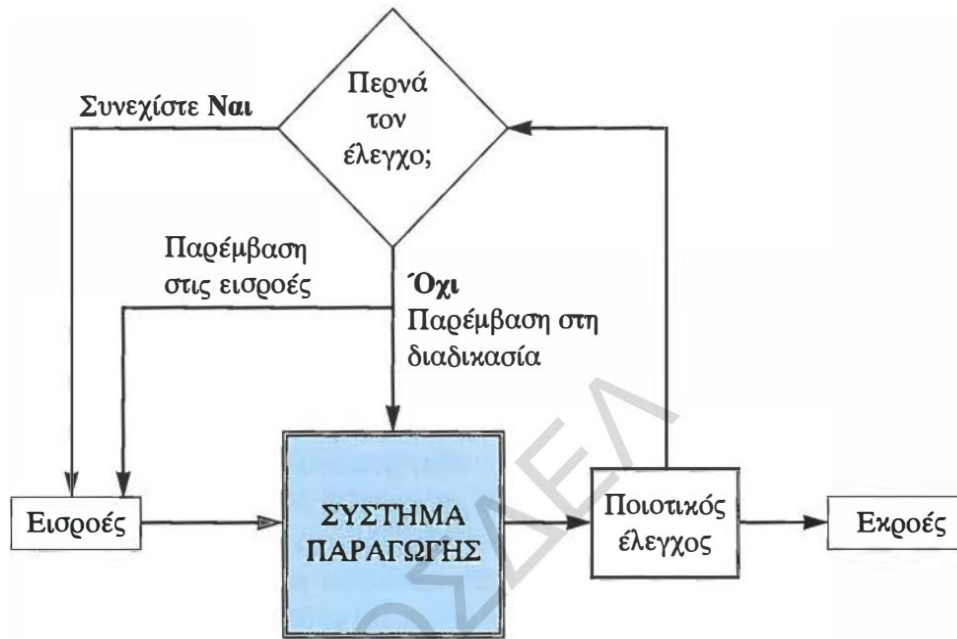 Περνά
τον
έλεγχο;
Συνεχίστε Ναι
Παρέμβαση
στις εισροές
Όχι
Παρέμβαση στη
διαδικασία
Εισροές
ΣΥΣΤΗΜΑ
ΠΑΡΑΓΩΓΗΣ
Ποιοτικός
έλεγχος
Εκροές